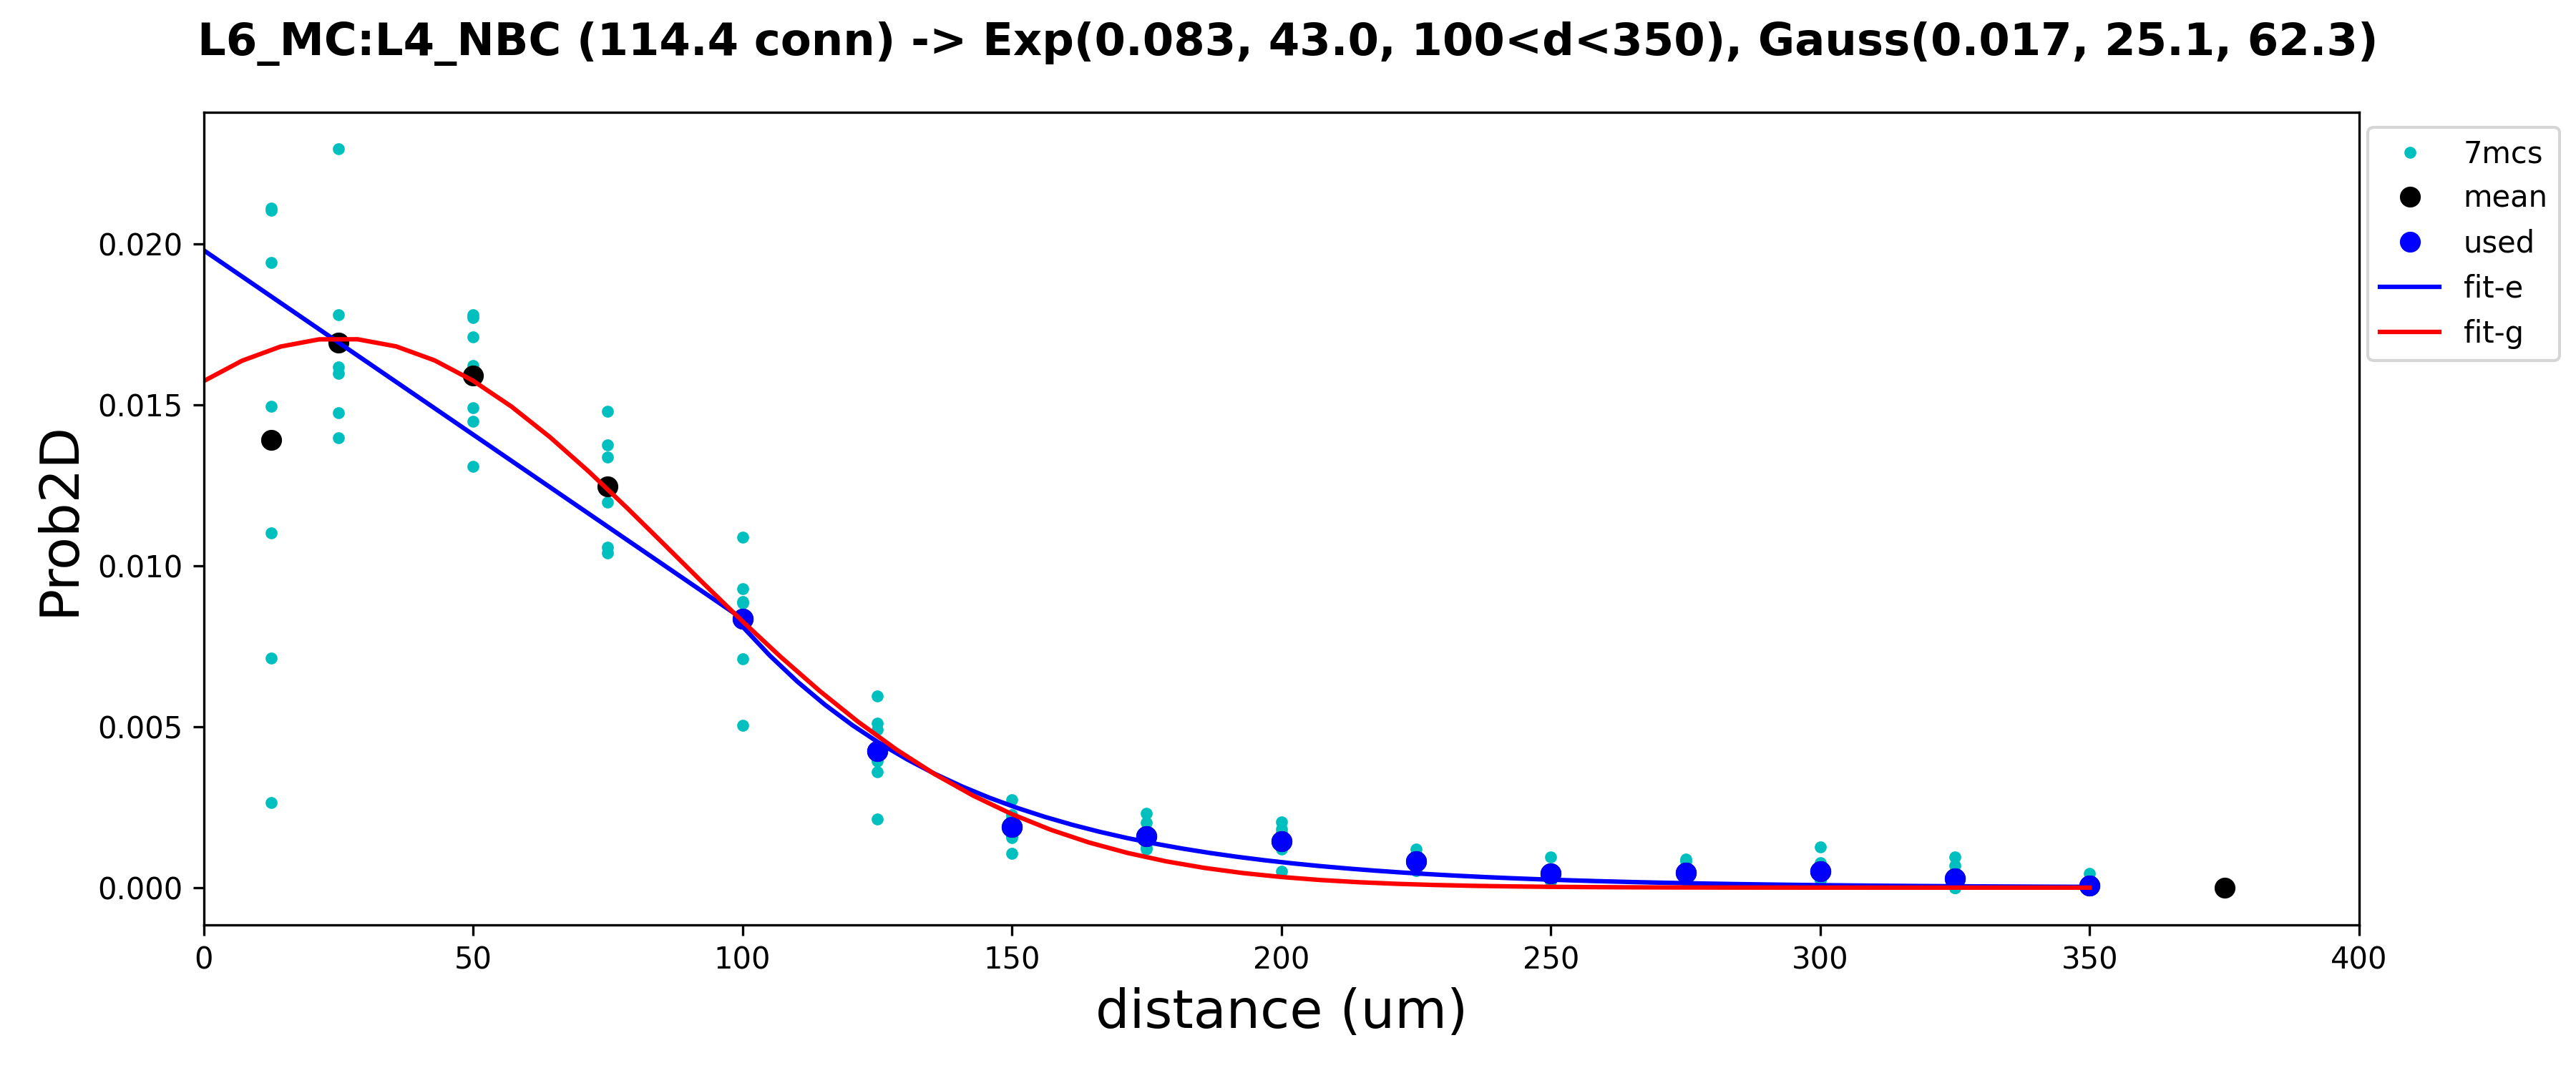 L6_MC:L4_NBC (114.4 conn) -> Exp(0.083, 43.0, 100<d<350), Gauss(0.017, 25.1, 62.3)
7mcs
mean
used
fit-e
fit-g
0.020
0.015
0.010
0.005
0.000
Prob2D
0 50 100 150 200 250 300 350 400
distance (um)